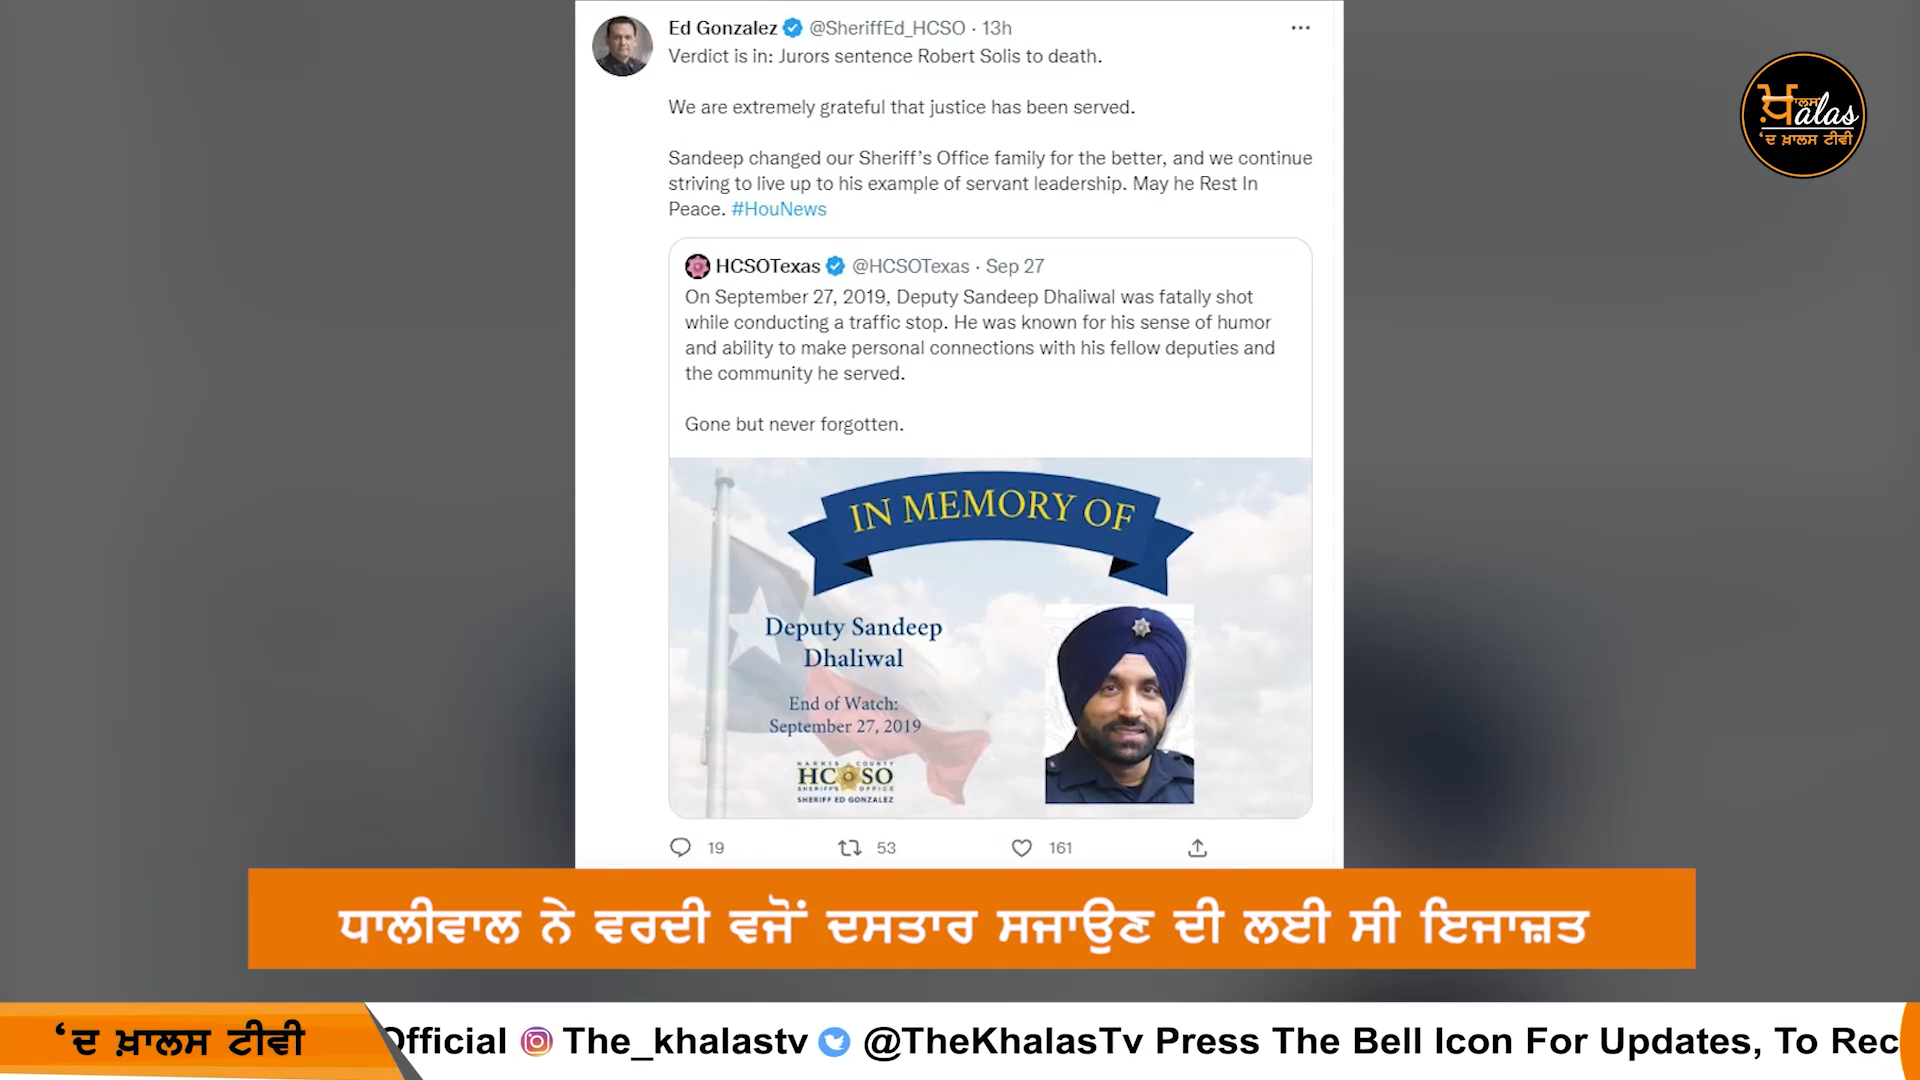 Ed Gonzalez @SheriffEd_HCSO · 13h
Verdict is in: Jurors sentence Robert Solis to death.
We are extremely grateful that justice has been served.
Sandeep changed our Sheriff's Office family for the better, and we continue
striving to live up to his example of servant leadership. May he Rest In
Peace. #HouNews
HCSOTexas @HCSOTexas · Sep 27
On September 27, 2019, Deputy Sandeep Dhaliwal was fatally shot
while conducting a traffic stop. He was known for his sense of humor
and ability to make personal connections with his fellow deputies and
the community he served.
Gone but never forgotten.
IN MEMORY OF
Deputy Sandeep
Dhaliwal
End of Watch:
September 27, 2019
HARRIS COUNTY
HCSO
SHERIFF'S OFFICE
SHERIFF ED GONZALEZ
19 53 161
ਖ਼ਾਲਸ
alas
'ਦ ਖ਼ਾਲਸ ਟੀਵੀ
ਧਾਲੀਵਾਲ ਨੇ ਵਰਦੀ ਵਜੋਂ ਦਸਤਾਰ ਸਜਾਉਣ ਦੀ ਲਈ ਸੀ ਇਜਾਜ਼ਤ
'ਦ ਖ਼ਾਲਸ ਟੀਵੀ
Official The_khalastv @TheKhalasTv Press The Bell Icon For Updates, To Rec